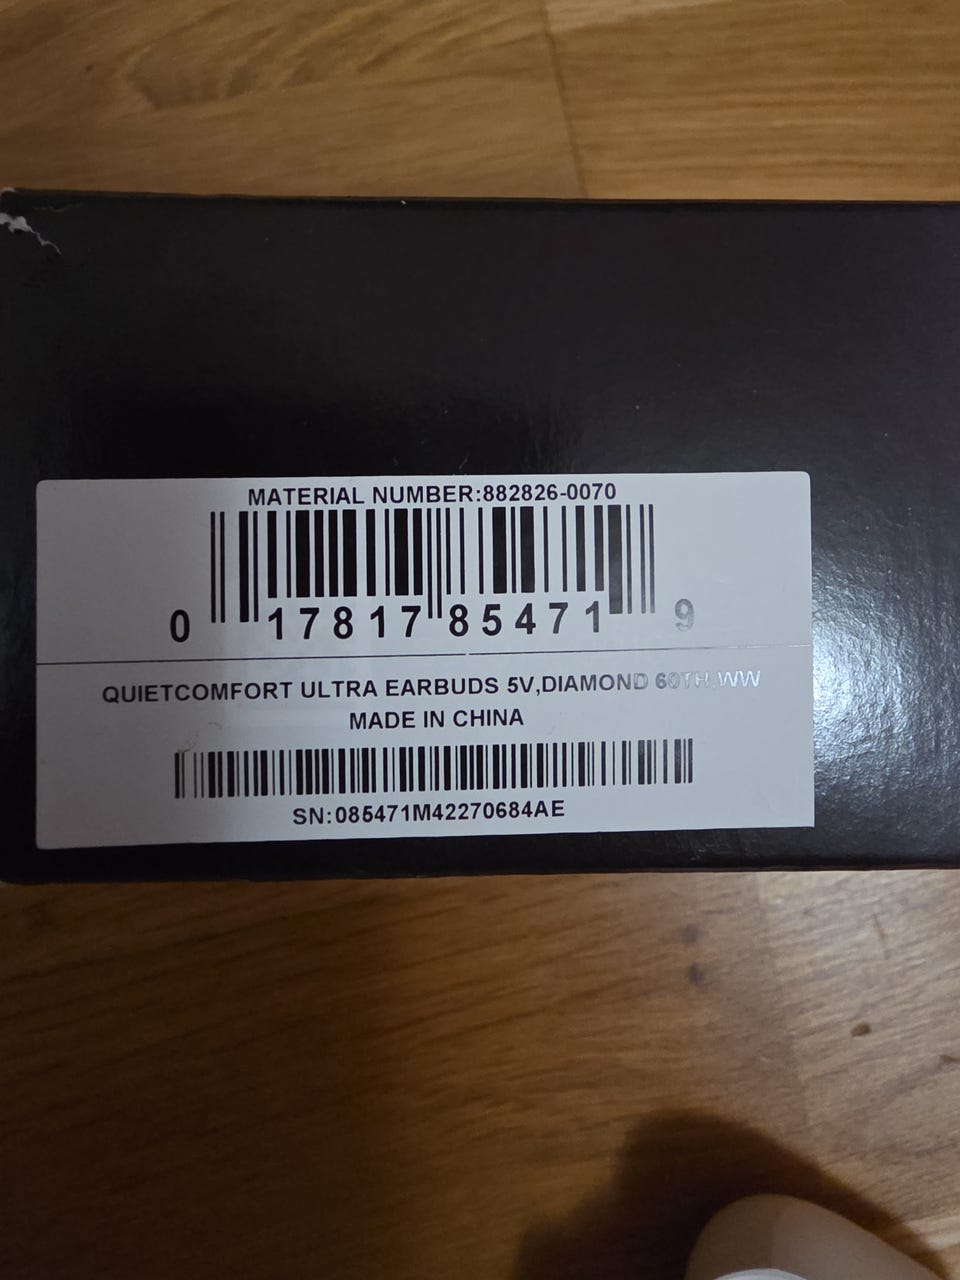 MATERIAL NUMBER:882826-0070
0 17817 85471 9
QUIETCOMFORT ULTRA EARBUDS 5V,DIAMOND 60TH,WW
MADE IN CHINA
SN:085471M42270684AE